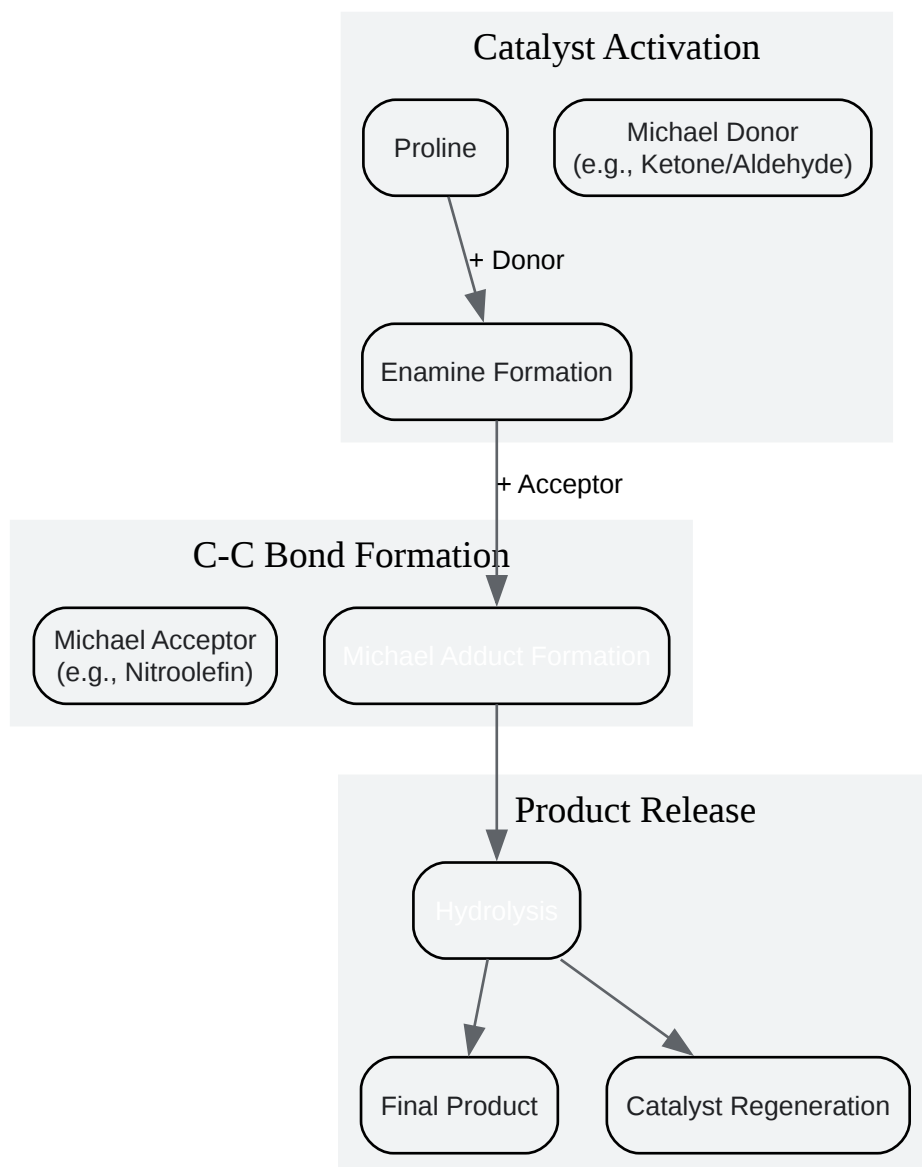 Catalyst Activation
Proline
Michael Donor
(e.g., Ketone/Aldehyde)
+ Donor
Enamine Formation
+ Acceptor
C-C Bond Formation
Michael Acceptor
(e.g., Nitroolefin)
Michael Adduct Formation
Product Release
Hydrolysis
Final Product
Catalyst Regeneration